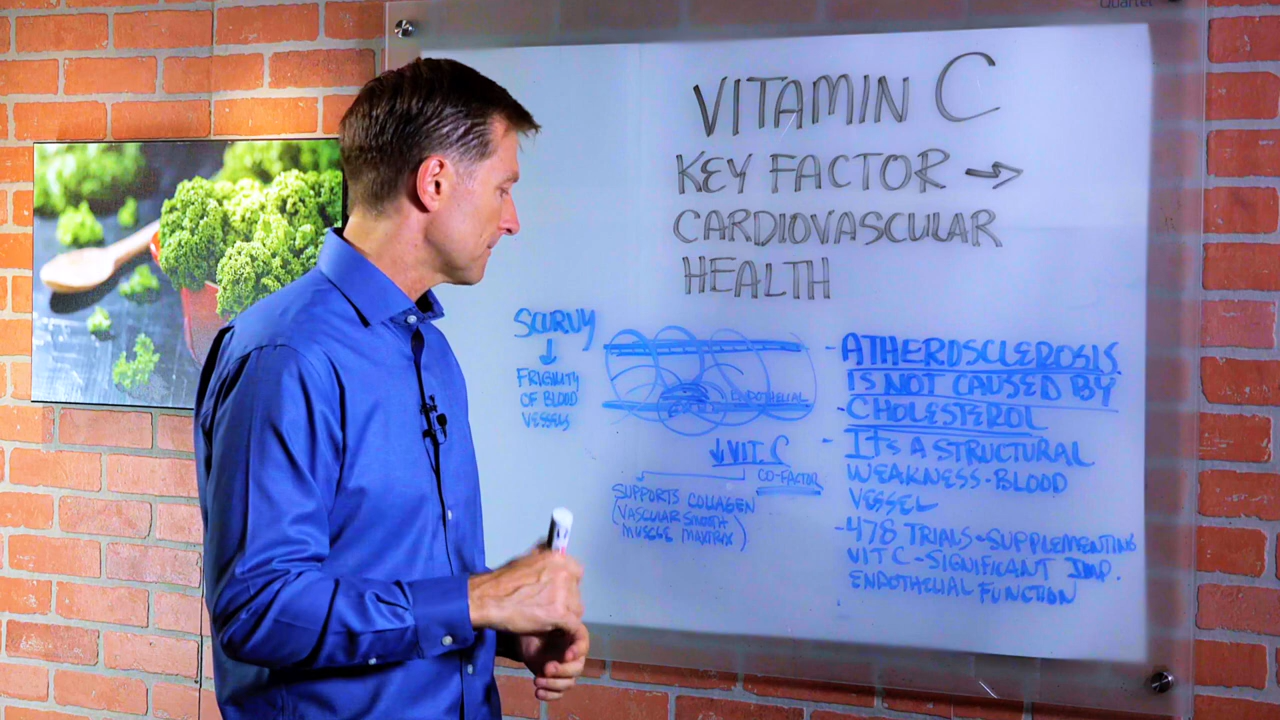 Quarter
VITAMIN C
KEY FACTOR →
CARDIOVASCULAR
HEALTH
SCURVY
↓
FRIGILITY
OF BLOOD
VESSELS
ENDOTHELIAL
↓VIT. C
CO-FACTOR
SUPPORTS COLLAGEN
(VASCULAR SMOOTH
MUSCLE MAXTRIX)
-ATHEROSCLEROSIS
IS NOT CAUSED BY
-CHOLESTEROL
- IT'S A STRUCTURAL
WEAKNESS-BLOOD
VESSEL
-478 TRIALS-SUPPLEMENTING
VIT C-SIGNIFICANT IMP.
ENDOTHELIAL FUNCTION